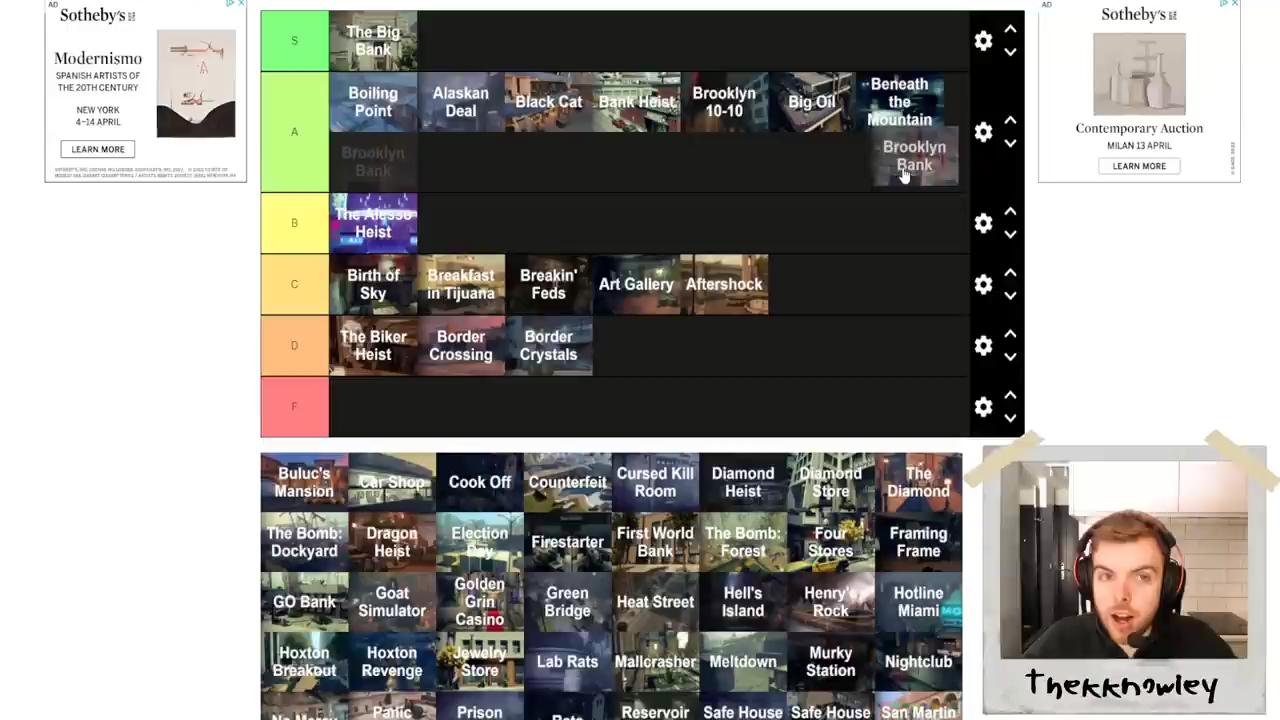 AD
Sotheby's
Modernismo
SPANISH ARTISTS OF
THE 20TH CENTURY
NEW YORK
4–14 APRIL
LEARN MORE
S
The Big
Bank
A
Boiling
Point
Alaskan
Deal
Black Cat
Bank Heist
Brooklyn
10-10
Big Oil
Beneath
the
Mountain
Brooklyn
Bank
Brooklyn
Bank
B
The Alesso
Heist
C
Birth of
Sky
Breakfast
in Tijuana
Breakin'
Feds
Art Gallery
Aftershock
D
The Biker
Heist
Border
Crossing
Border
Crystals
F
AD
Sotheby's
Contemporary Auction
MILAN 13 APRIL
LEARN MORE
Buluc's
Mansion
Car Shop
Cook Off
Counterfeit
Cursed Kill
Room
Diamond
Heist
Diamond
Store
The
Diamond
The Bomb:
Dockyard
Dragon
Heist
Election
Day
Firestarter
First World
Bank
The Bomb:
Forest
Four
Stores
Framing
Frame
GO Bank
Goat
Simulator
Golden
Grin
Casino
Green
Bridge
Heat Street
Hell's
Island
Henry's
Rock
Hotline
Miami
Hoxton
Breakout
Hoxton
Revenge
Jewelry
Store
Lab Rats
Mallcrasher
Meltdown
Murky
Station
Nightclub
No Mercy
Panic
Prison
Rats
Reservoir
Safe House
Safe House
San Martin
Thekknowley